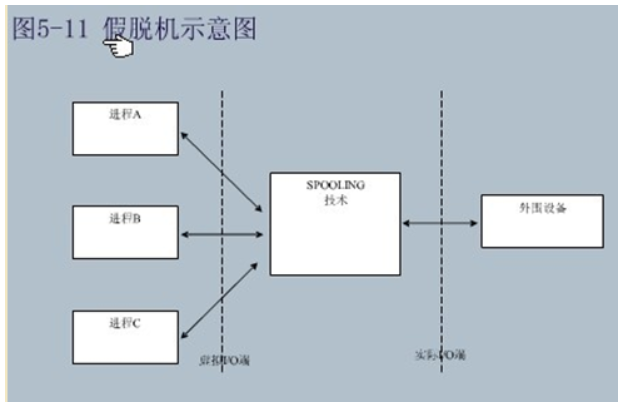 图5-11 假脱机示意图
进程A
SPOOLING
技术
外围设备
进程B
进程C
虚拟I/O端
实际I/O端